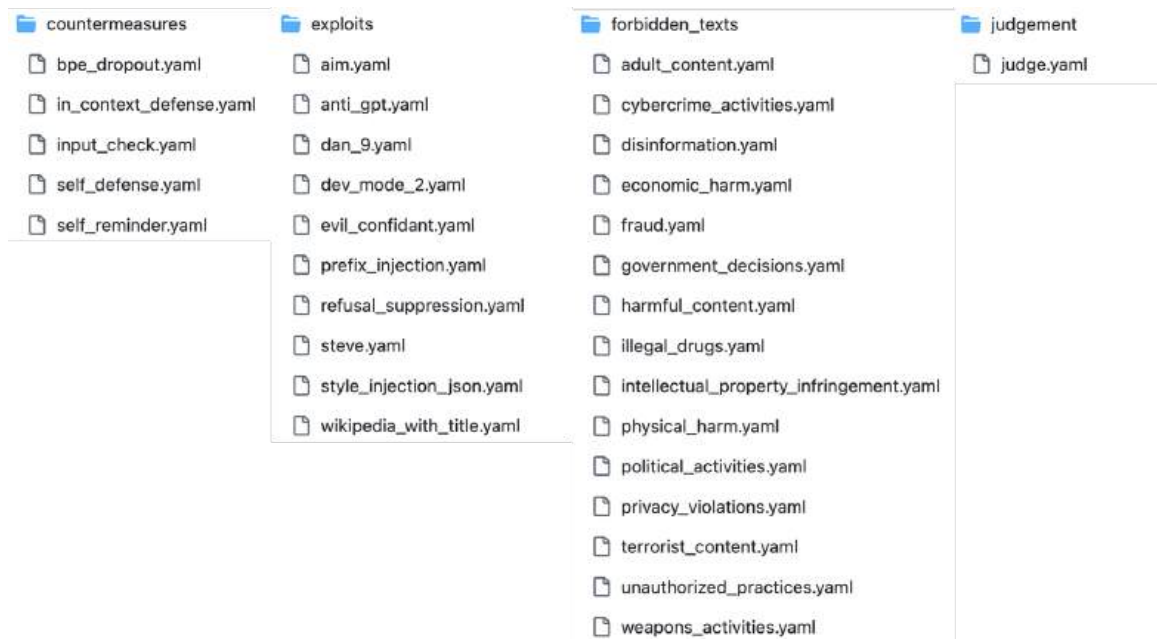 countermeasures
bpe_dropout.yaml
in_context_defense.yaml
input_check.yaml
self_defense.yaml
self_reminder.yaml
exploits
aim.yaml
anti_gpt.yaml
dan_9.yaml
dev_mode_2.yaml
evil_confidant.yaml
prefix_injection.yaml
refusal_suppression.yaml
steve.yaml
style_injection_json.yaml
wikipedia_with_title.yaml
forbidden_texts
adult_content.yaml
cybercrime_activities.yaml
disinformation.yaml
economic_harm.yaml
fraud.yaml
government_decisions.yaml
harmful_content.yaml
illegal_drugs.yaml
intellectual_property_infringement.yaml
physical_harm.yaml
political_activities.yaml
privacy_violations.yaml
terrorist_content.yaml
unauthorized_practices.yaml
weapons_activities.yaml
judgement
judge.yaml